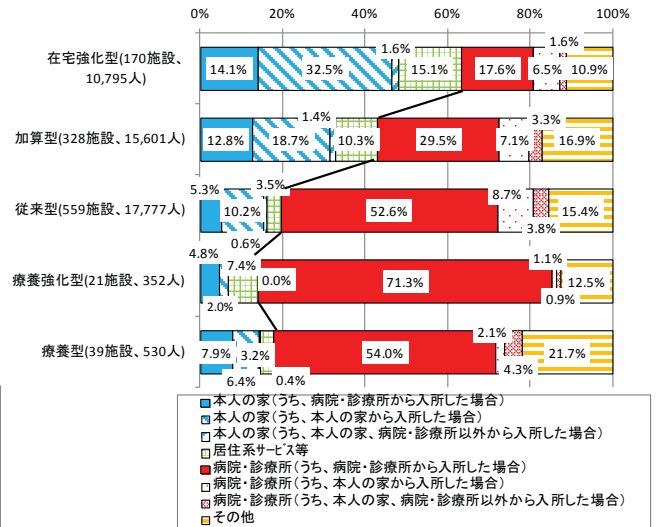 0% 20% 40% 60% 80% 100%
在宅強化型(170施設、
10,795人)
14.1% 32.5% 1.6% 15.1% 17.6% 6.5% 1.6% 10.9%
加算型(328施設、15,601人)
12.8% 18.7% 1.4% 10.3% 29.5% 7.1% 3.3% 16.9%
従来型(559施設、17,777人)
5.3% 10.2% 0.6% 3.5% 52.6% 8.7% 3.8% 15.4%
療養強化型(21施設、352人)
4.8% 2.0% 7.4% 0.0% 71.3% 1.1% 0.9% 12.5%
療養型(39施設、530人)
7.9% 6.4% 3.2% 0.4% 54.0% 2.1% 4.3% 21.7%
本人の家(うち、病院・診療所から入所した場合)
本人の家(うち、本人の家から入所した場合)
本人の家(うち、本人の家、病院・診療所以外から入所した場合)
居住系サービス等
病院・診療所(うち、病院・診療所から入所した場合)
病院・診療所(うち、本人の家から入所した場合)
病院・診療所(うち、本人の家、病院・診療所以外から入所した場合)
その他